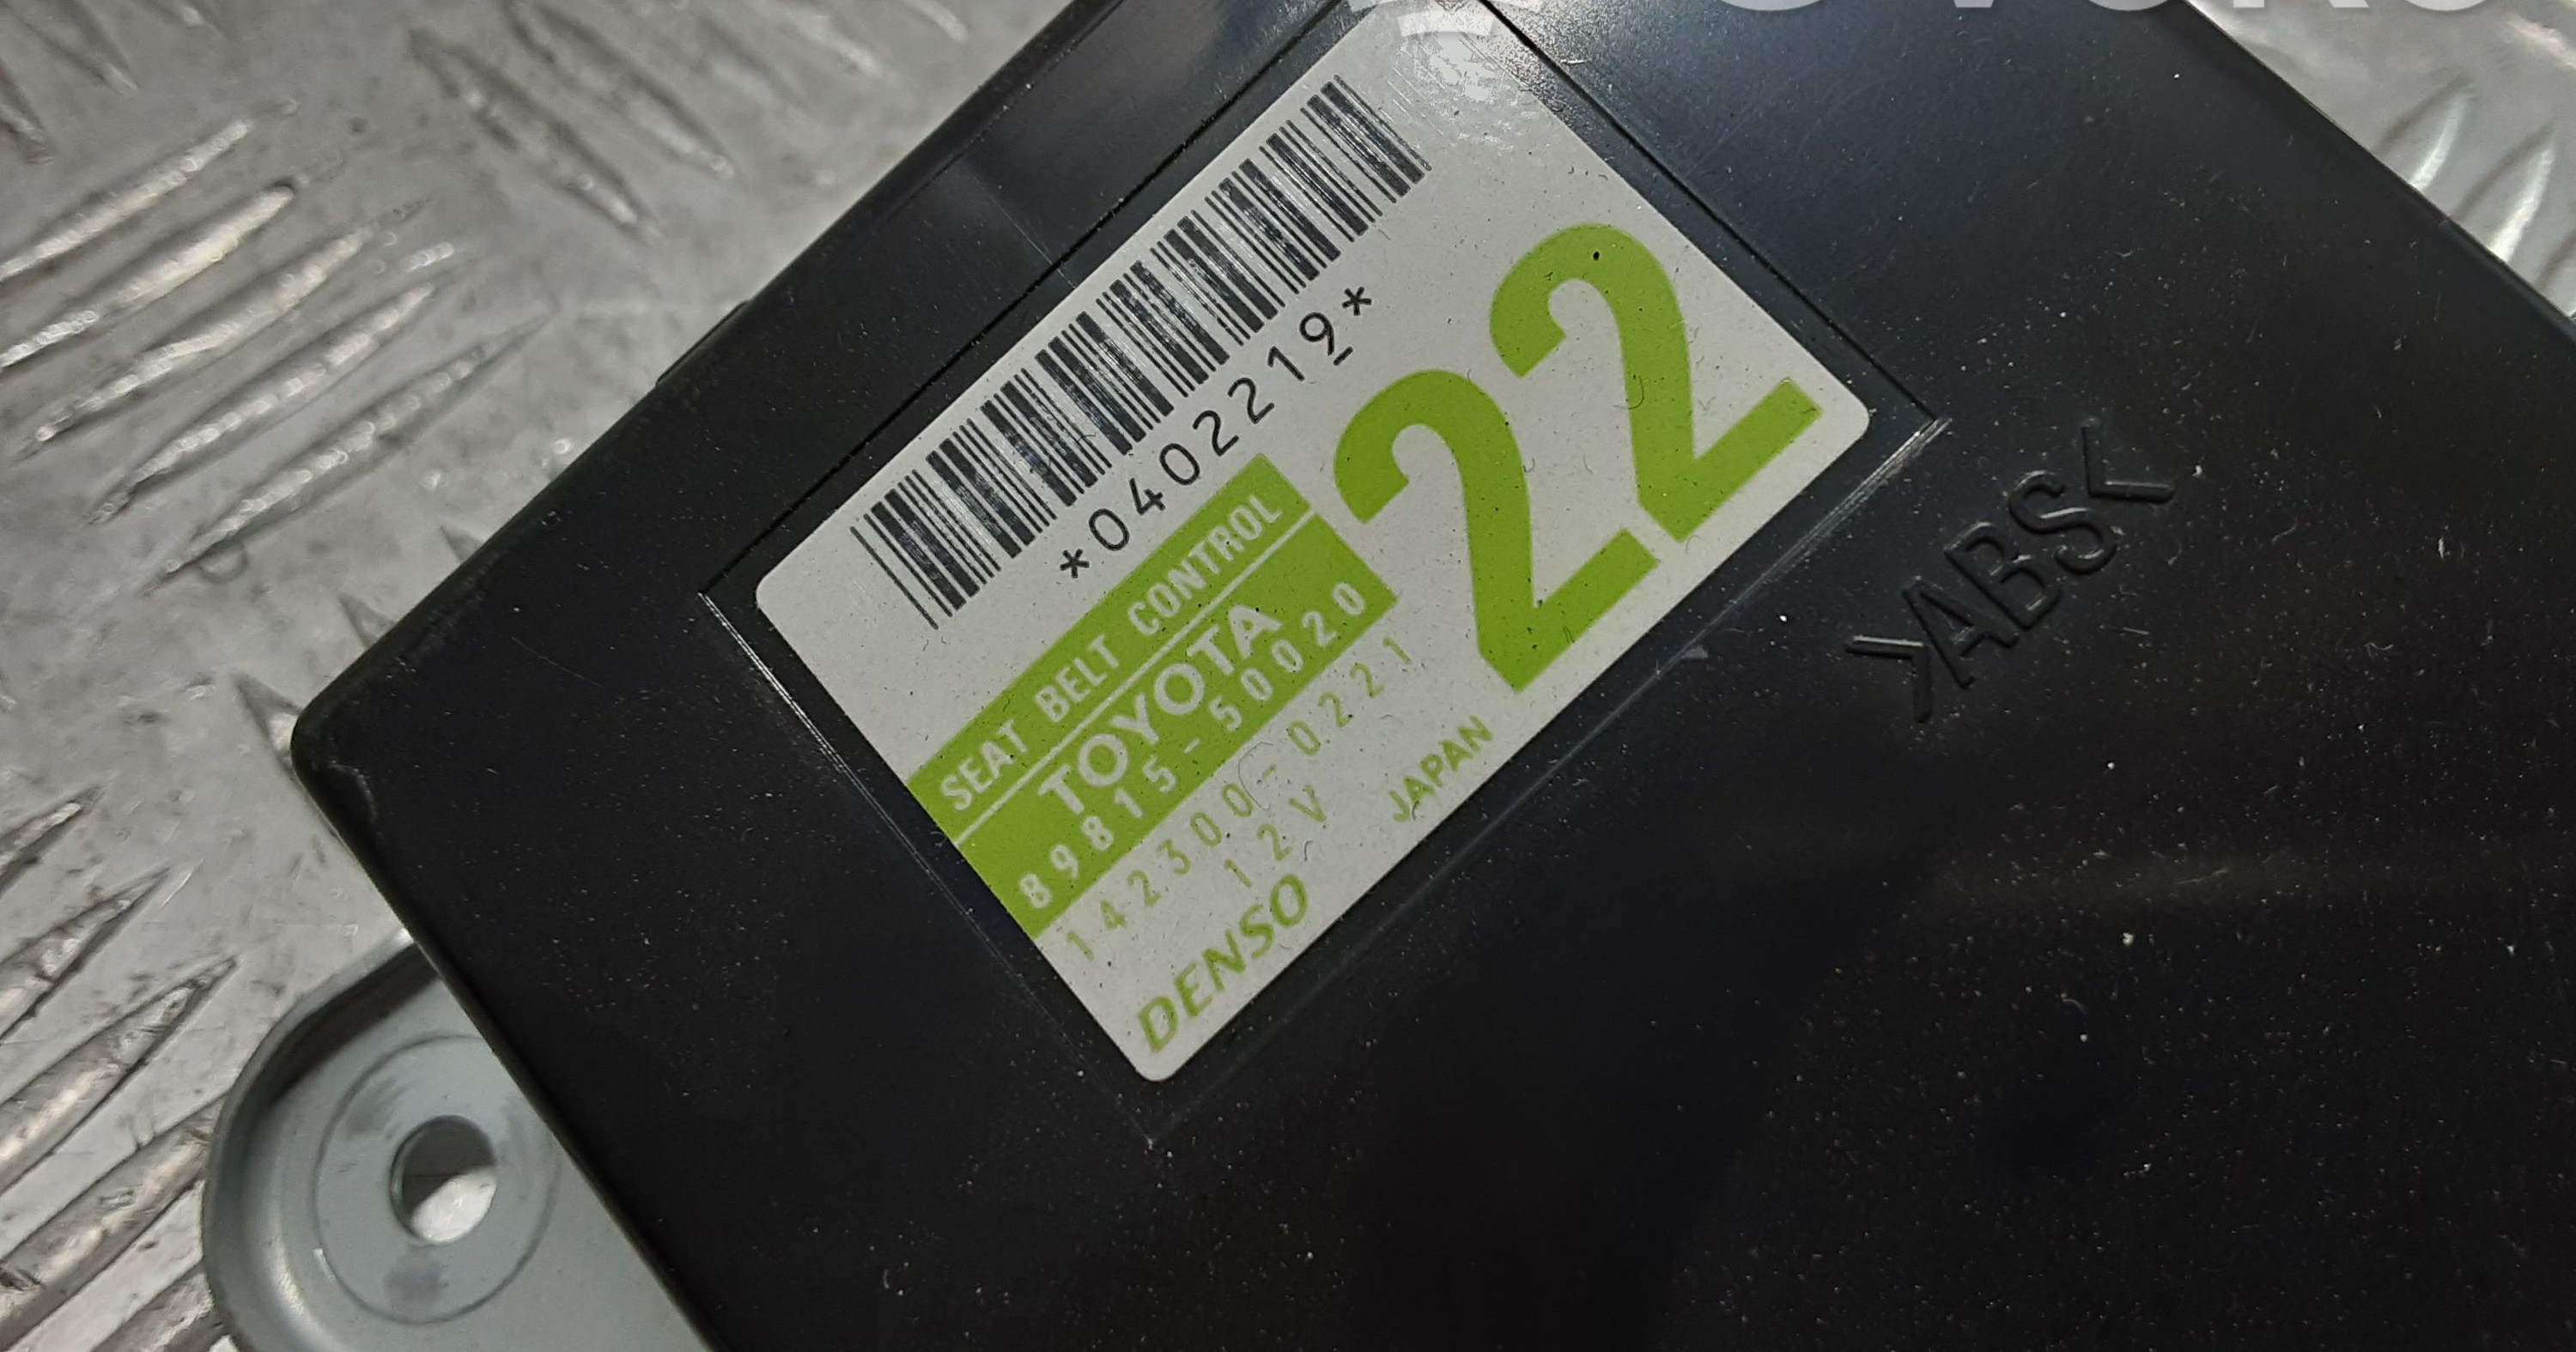 *0402219*
SEAT BELT CONTROL
TOYOTA
89815-50020
142300-0221
12V
DENSO
JAPAN
22
>ABS<